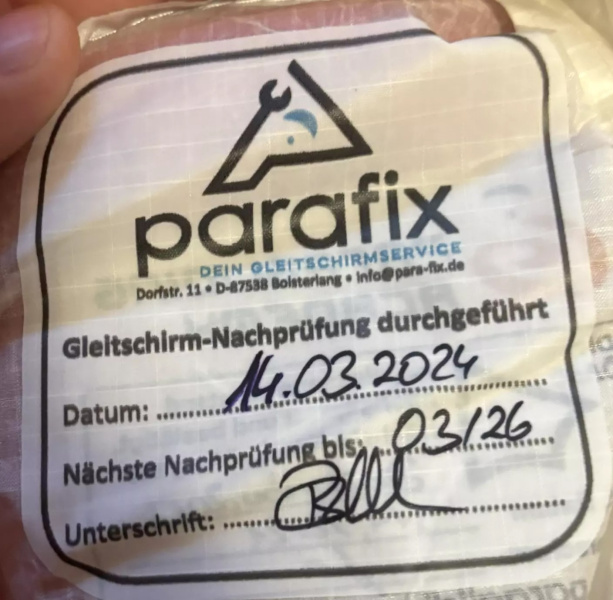 parafix
DEIN GLEITSCHIRMSERVICE
Dorfstr. 11 • D-87538 Bolsterlang • info@para-fix.de
Gleitschirm-Nachprüfung durchgeführt
Datum: 14.03.2024
Nächste Nachprüfung bis: 03/26
Unterschrift: